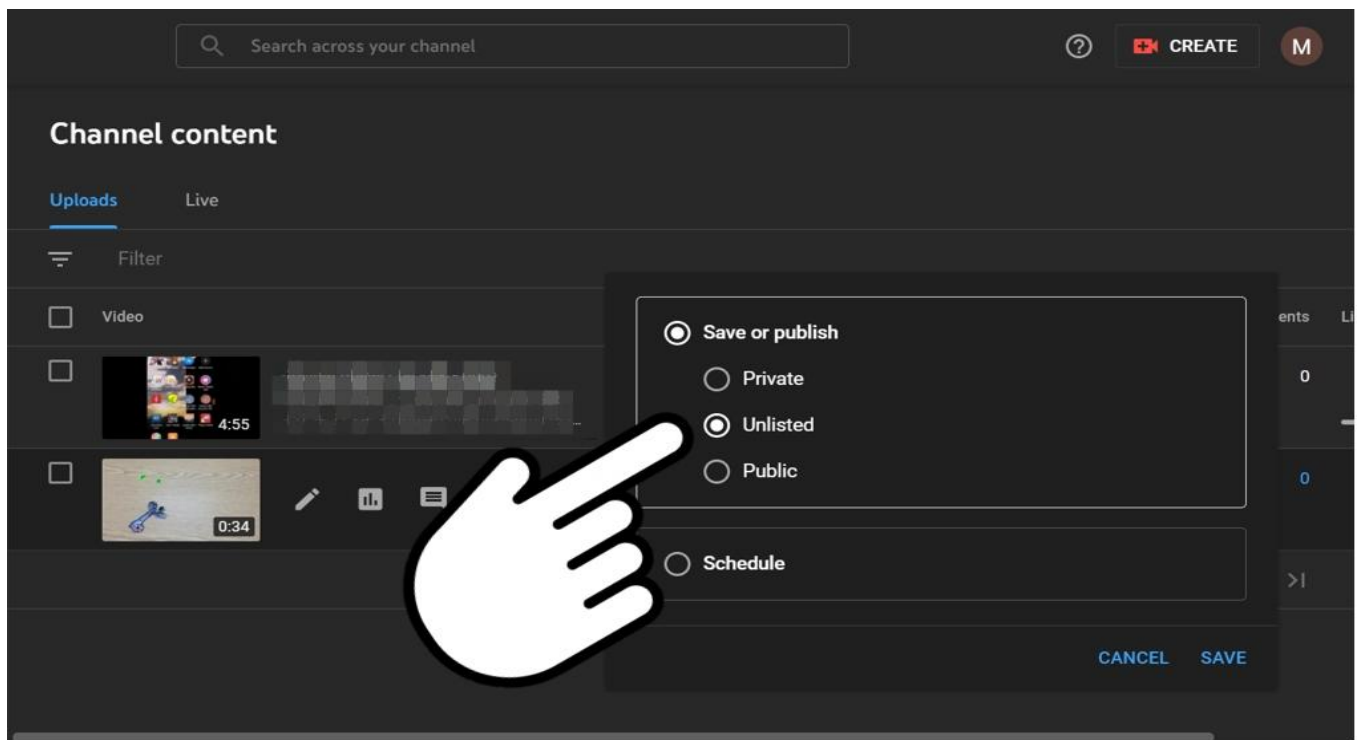 Search across your channel
CREATE
M
Channel content
Uploads Live
Filter
Video
ents Li
4:55
0
0:34
0
Save or publish
Private
Unlisted
Public
Schedule
CANCEL SAVE